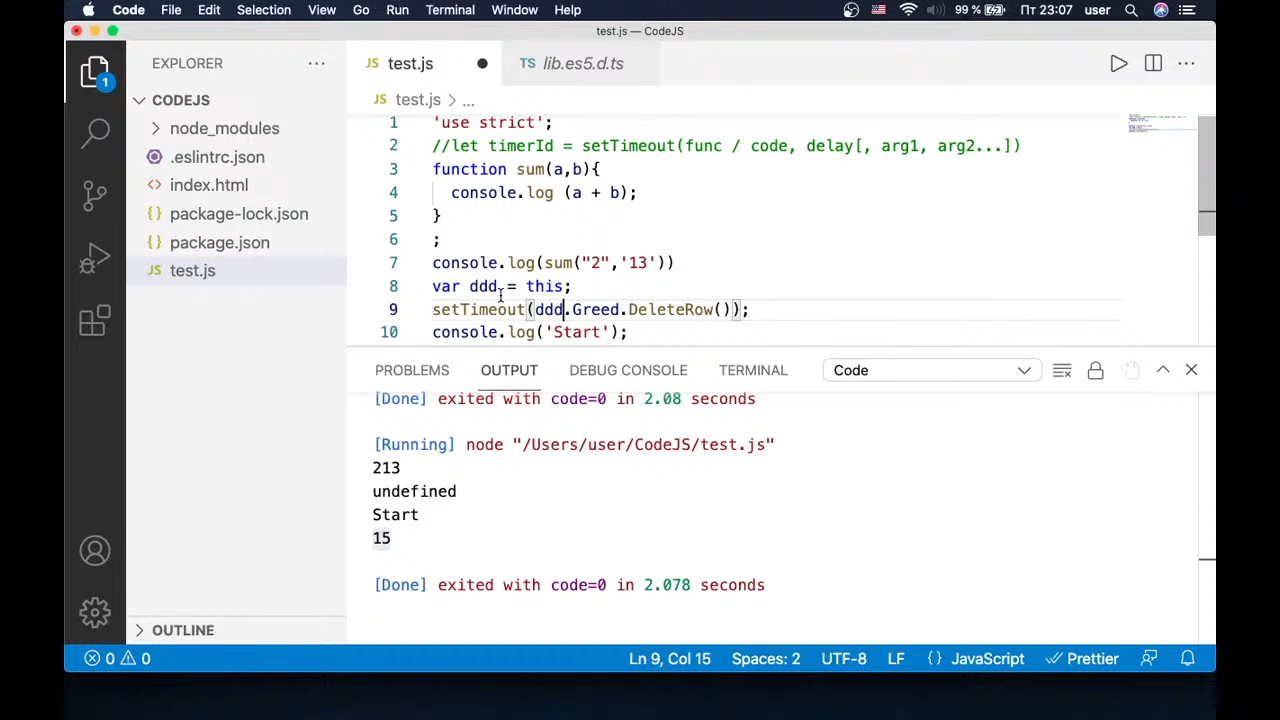 Code File Edit Selection View Go Run Terminal Window Help 99 % Пт 23:07 user
test.js — CodeJS
EXPLORER
JS test.js TS lib.es5.d.ts
CODEJS
JS test.js > ...
node_modules
.eslintrc.json
index.html
package-lock.json
package.json
JS test.js
1 'use strict';
2 //let timerId = setTimeout(func / code, delay[, arg1, arg2...])
3 function sum(a,b){
4 console.log (a + b);
5 }
6 ;
7 console.log(sum("2",'13'))
8 var ddd = this;
9 setTimeout(ddd.Greed.DeleteRow());
10 console.log('Start');
1
PROBLEMS OUTPUT DEBUG CONSOLE TERMINAL Code
[Done] exited with code=0 in 2.08 seconds
[Running] node "/Users/user/CodeJS/test.js"
213
undefined
Start
15
[Done] exited with code=0 in 2.078 seconds
OUTLINE
0 0 Ln 9, Col 15 Spaces: 2 UTF-8 LF {} JavaScript Prettier